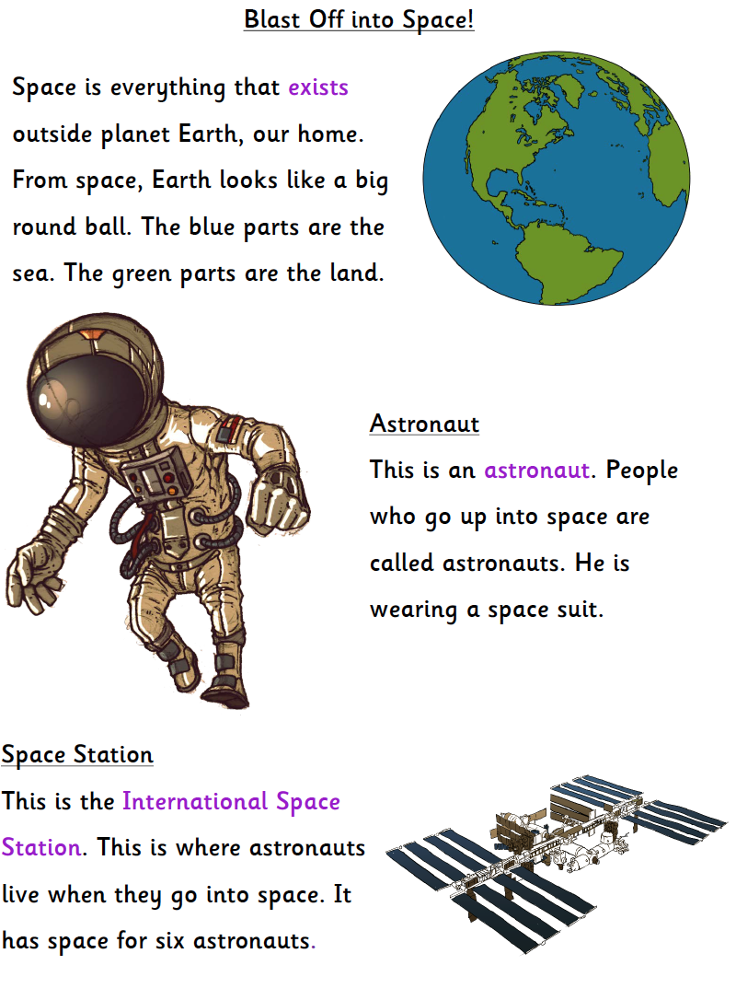 Blast Off into Space!
Space is everything that exists
outside planet Earth, our home.
From space, Earth looks like a big
round ball. The blue parts are the
sea. The green parts are the land.
Astronaut
This is an astronaut. People
who go up into space are
called astronauts. He is
wearing a space suit.
Space Station
This is the International Space
Station. This is where astronauts
live when they go into space. It
has space for six astronauts.